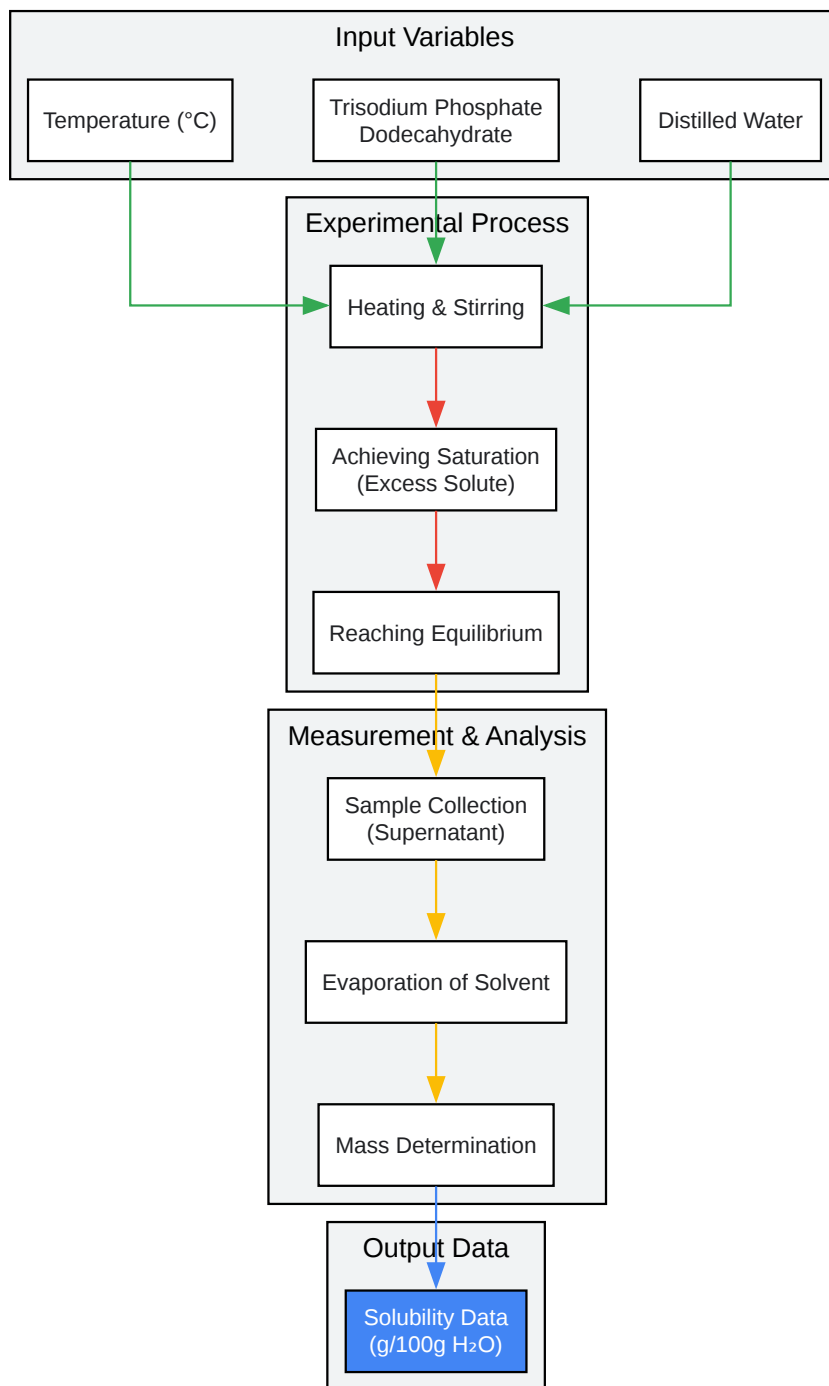 Input Variables
Temperature (°C)
Trisodium Phosphate
Dodecahydrate
Distilled Water
Experimental Process
Heating & Stirring
Achieving Saturation
(Excess Solute)
Reaching Equilibrium
Measurement & Analysis
Sample Collection
(Supernatant)
Evaporation of Solvent
Mass Determination
Output Data
Solubility Data
(g/100g H₂O)